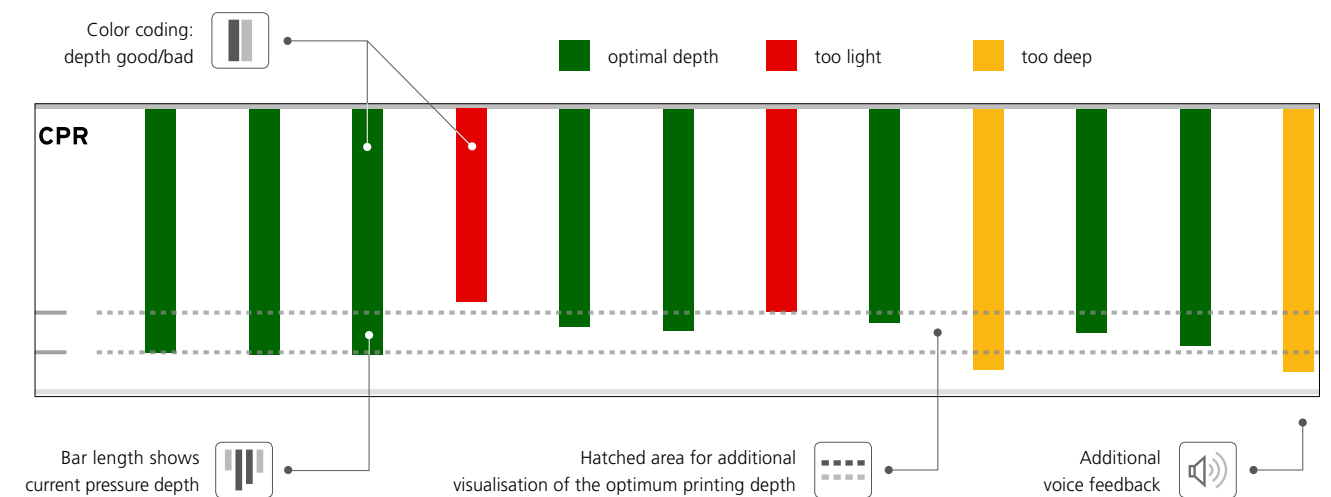 Color coding:
depth good/bad
optimal depth
too light
too deep
CPR
Bar length shows
current pressure depth
Hatched area for additional
visualisation of the optimum printing depth
Additional
voice feedback